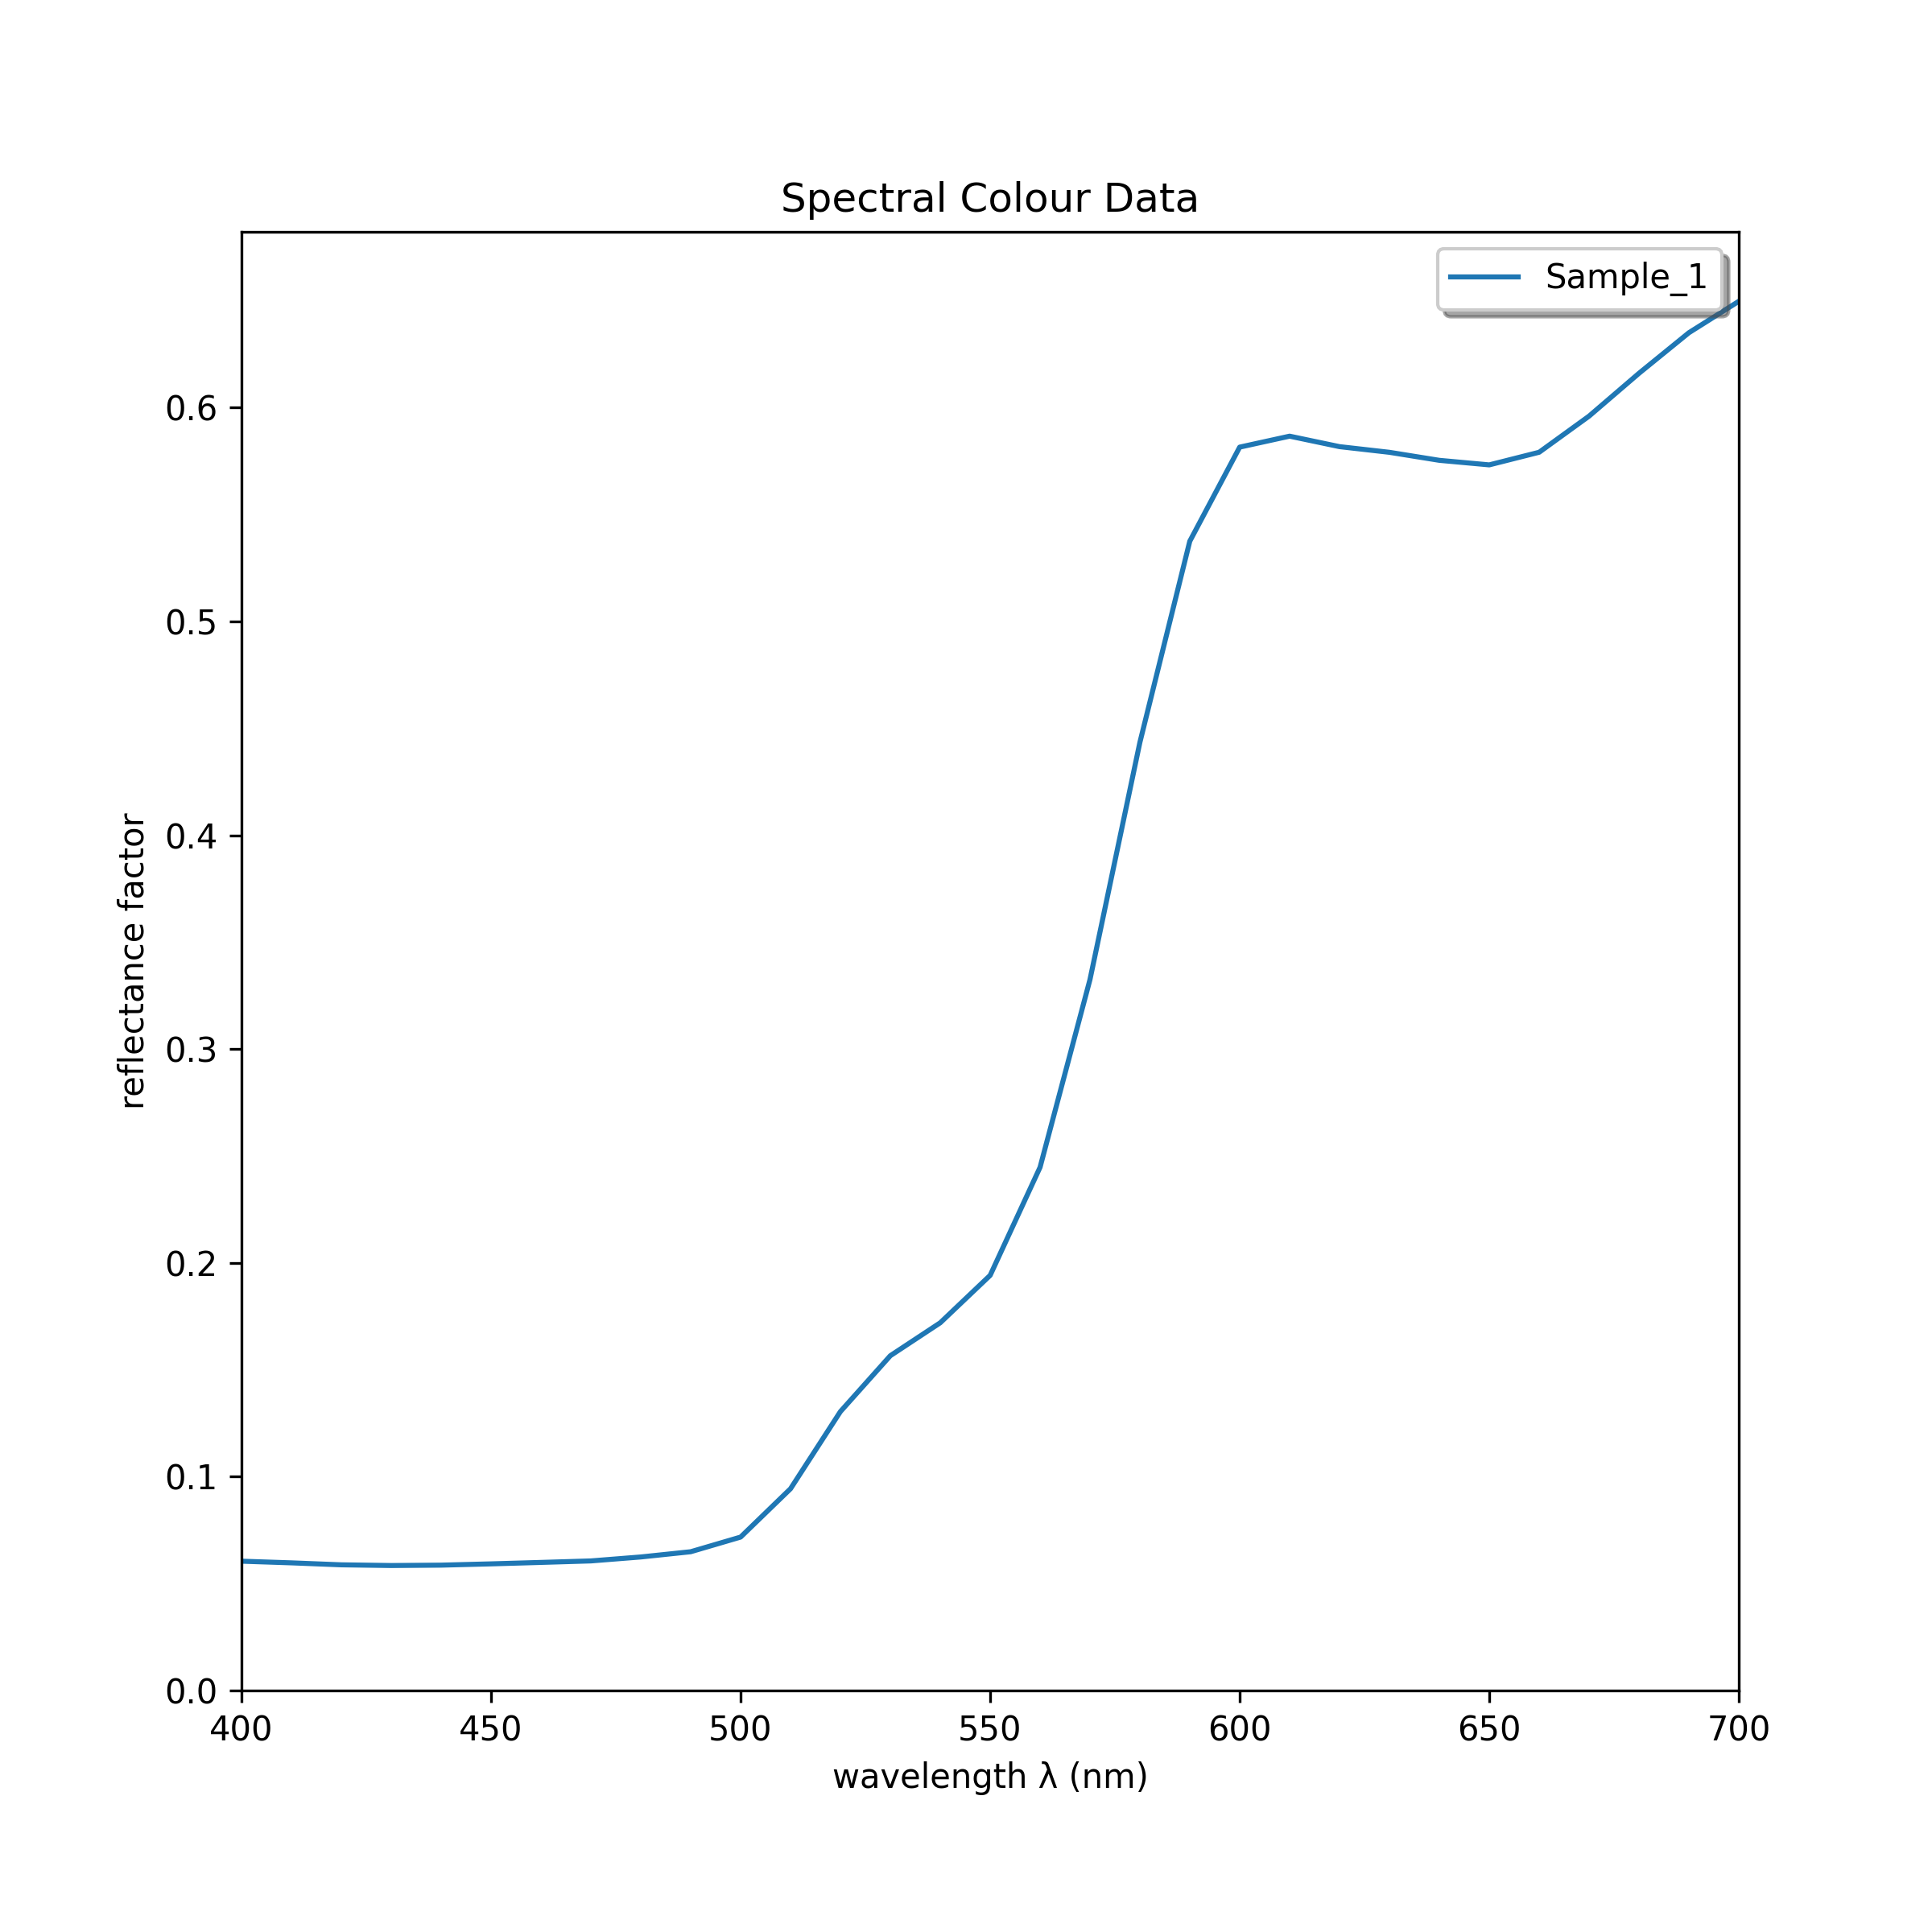 Spectral Colour Data
Sample_1
reflectance factor
0.6
0.5
0.4
0.3
0.2
0.1
0.0
400 450 500 550 600 650 700
wavelength λ (nm)